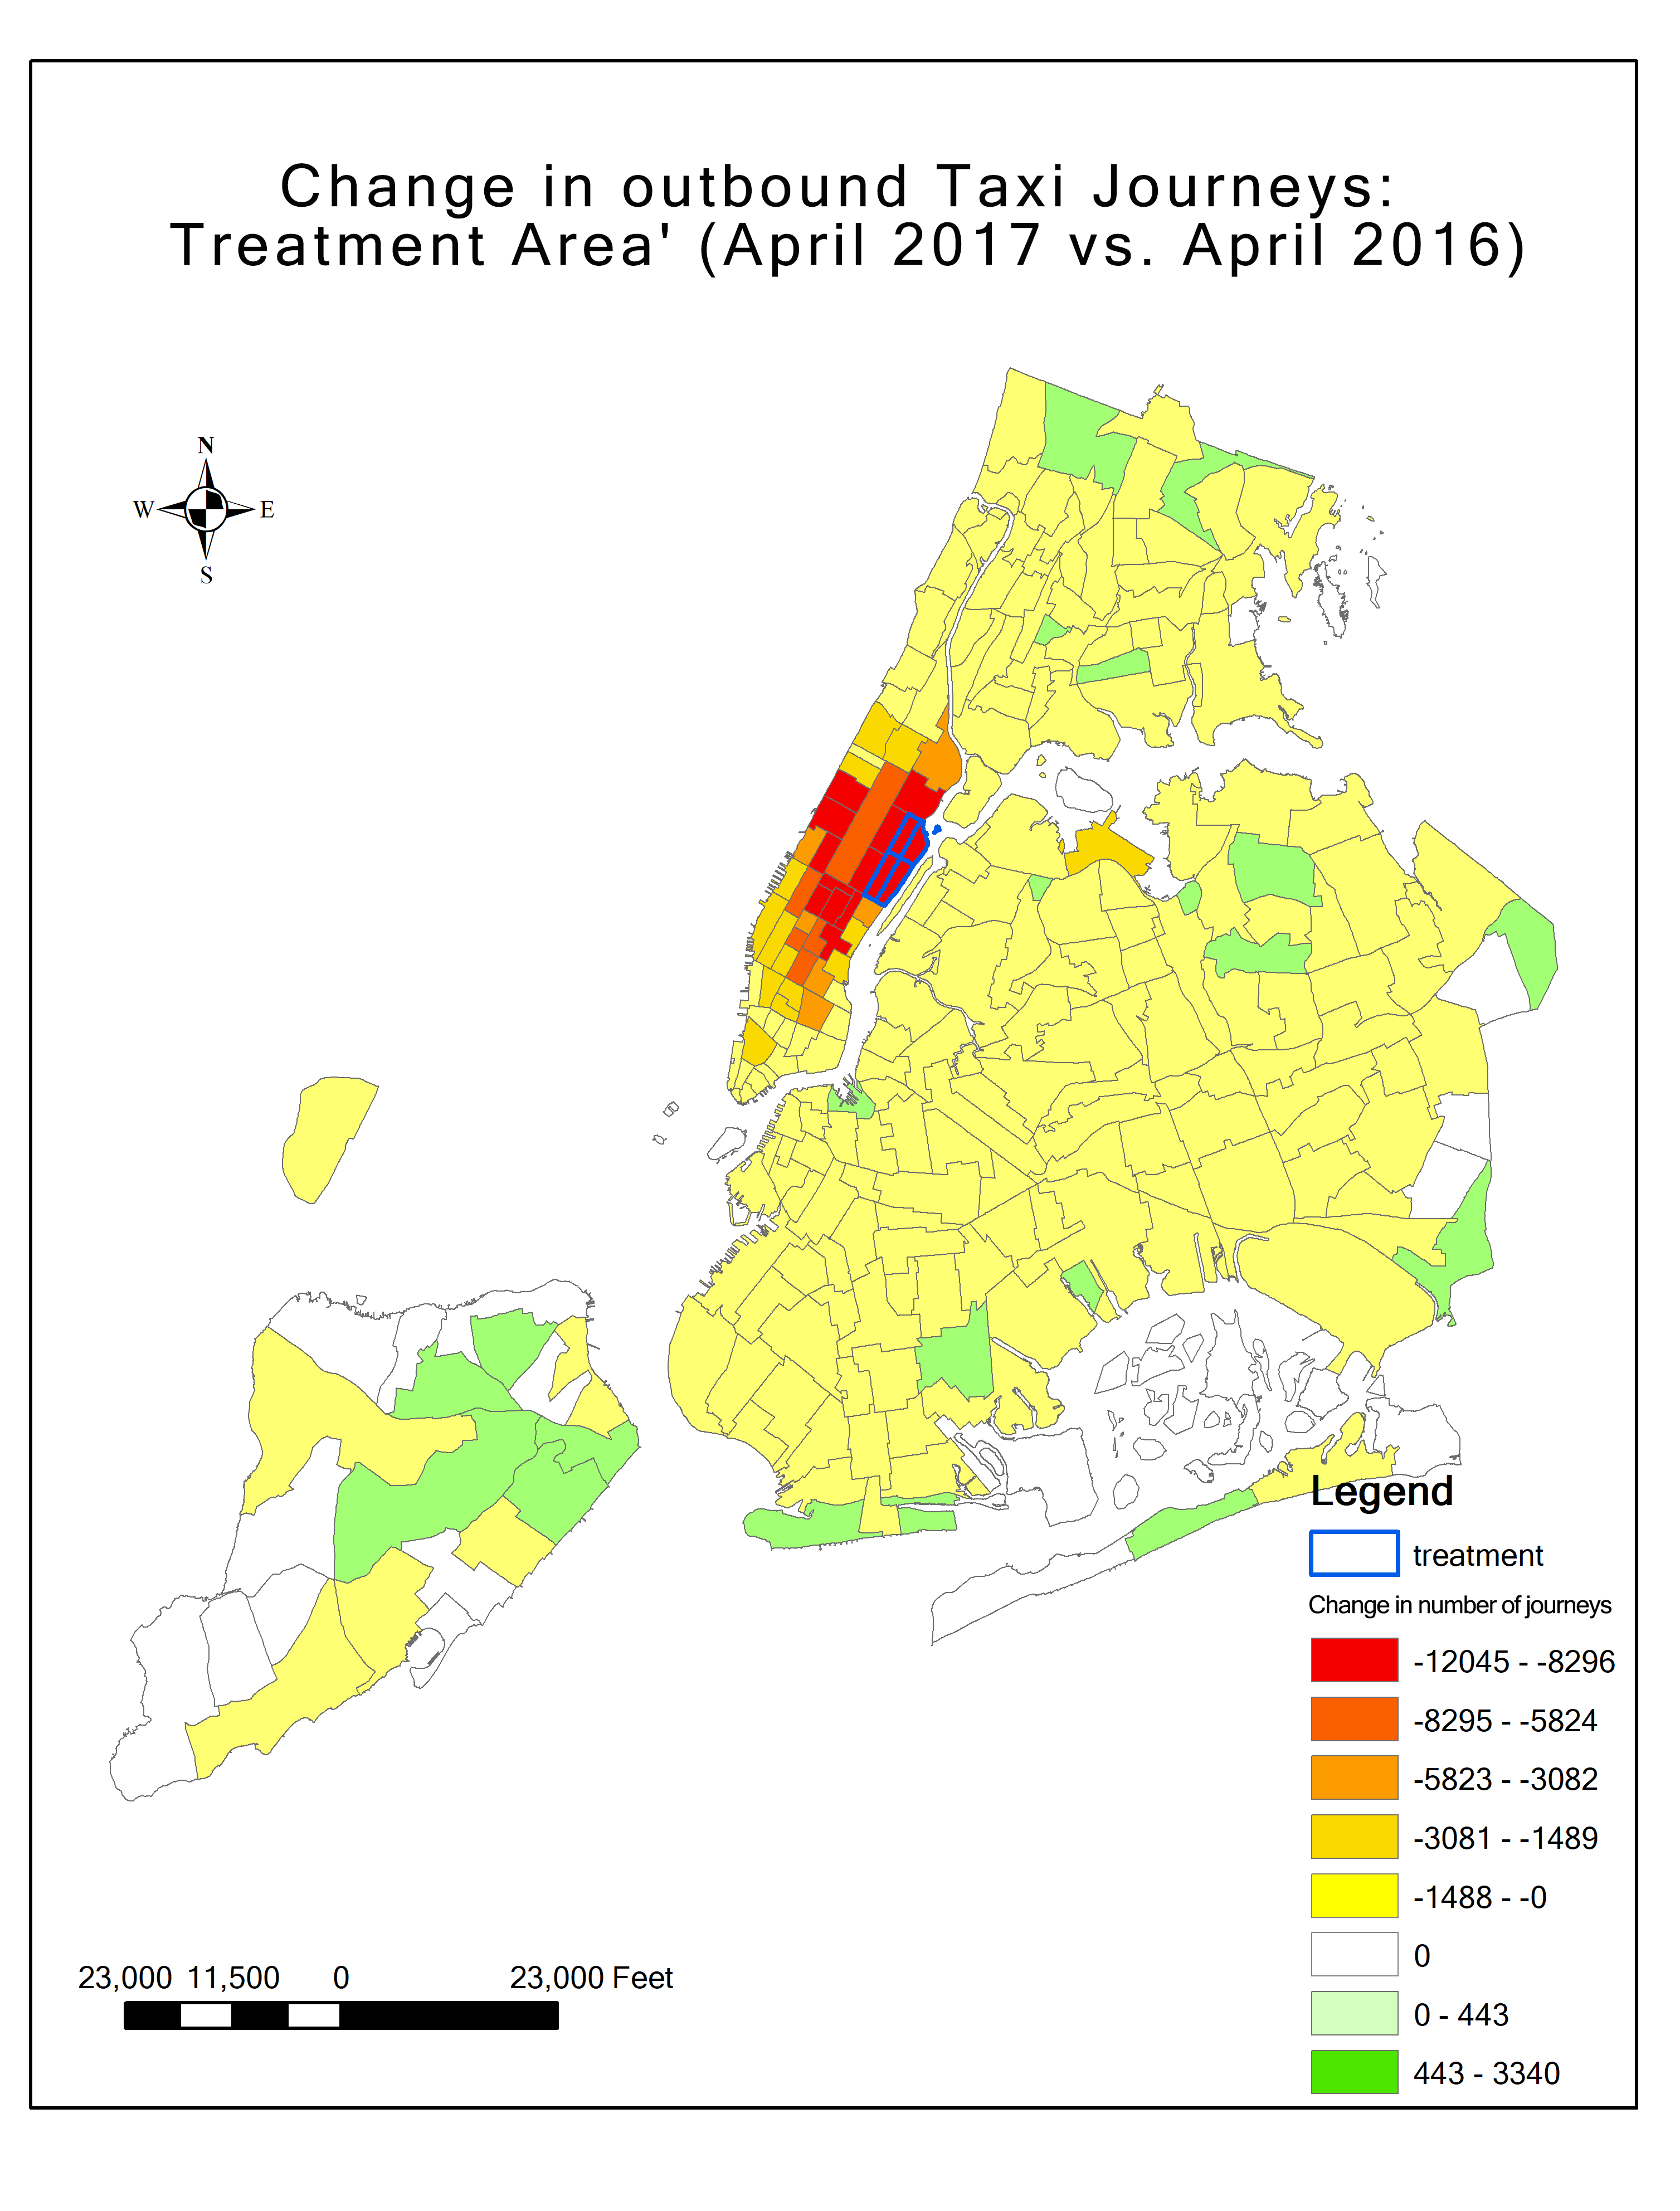 Change in outbound Taxi Journeys:
Treatment Area' (April 2017 vs. April 2016)
N
W E
S
Legend
treatment
Change in number of journeys
-12045 - -8296
-8295 - -5824
-5823 - -3082
-3081 - -1489
-1488 - -0
0
0 - 443
443 - 3340
23,000 11,500 0 23,000 Feet